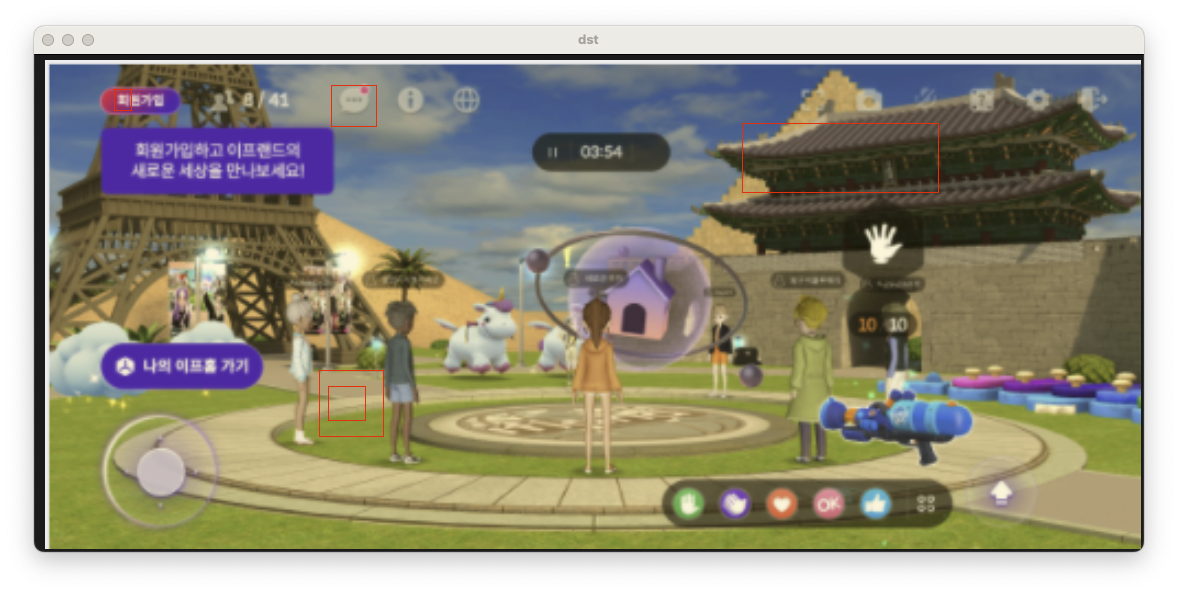 dst
회원가입
8 / 41
회원가입하고 이프랜드의
새로운 세상을 만나보세요!
03:54
10 10
나의 이프홈 가기
OK